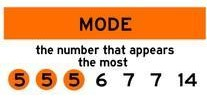 MODE
the number that appears
the most
5 5 5 6 7 7 14